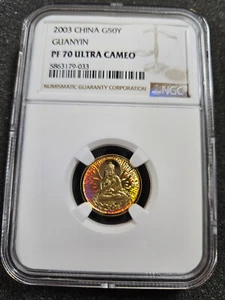 2003 CHINA G50Y
GUANYIN
PF 70 ULTRA CAMEO
5863179-033
NUMISMATIC GUARANTY CORPORATION
NGC